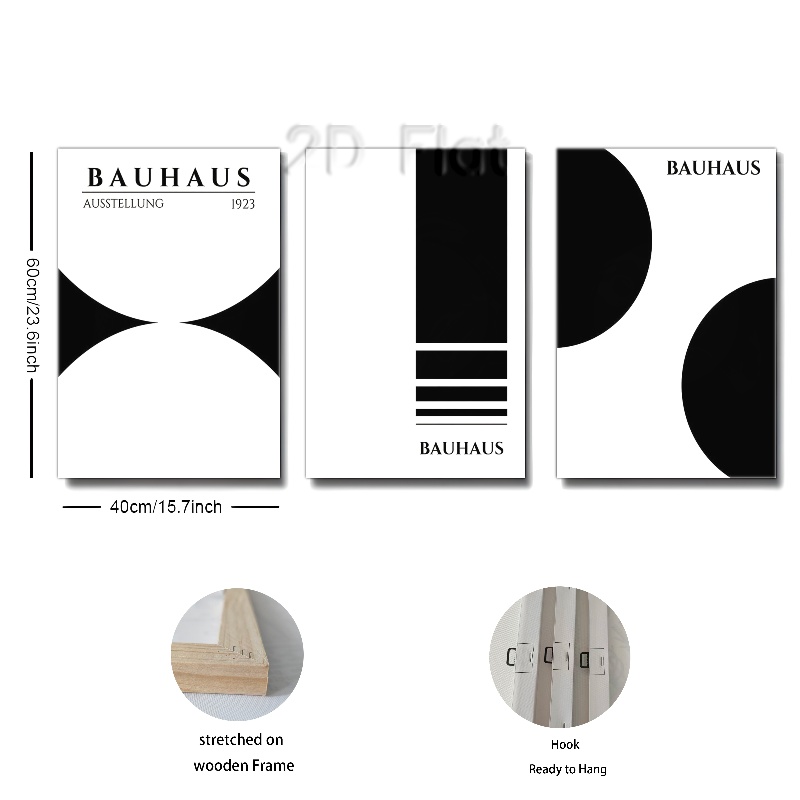 2D Flat
BAUHAUS
AUSSTELLUNG 1923
BAUHAUS
BAUHAUS
60cm/23.6inch
40cm/15.7inch
stretched on
wooden Frame
Hook
Ready to Hang